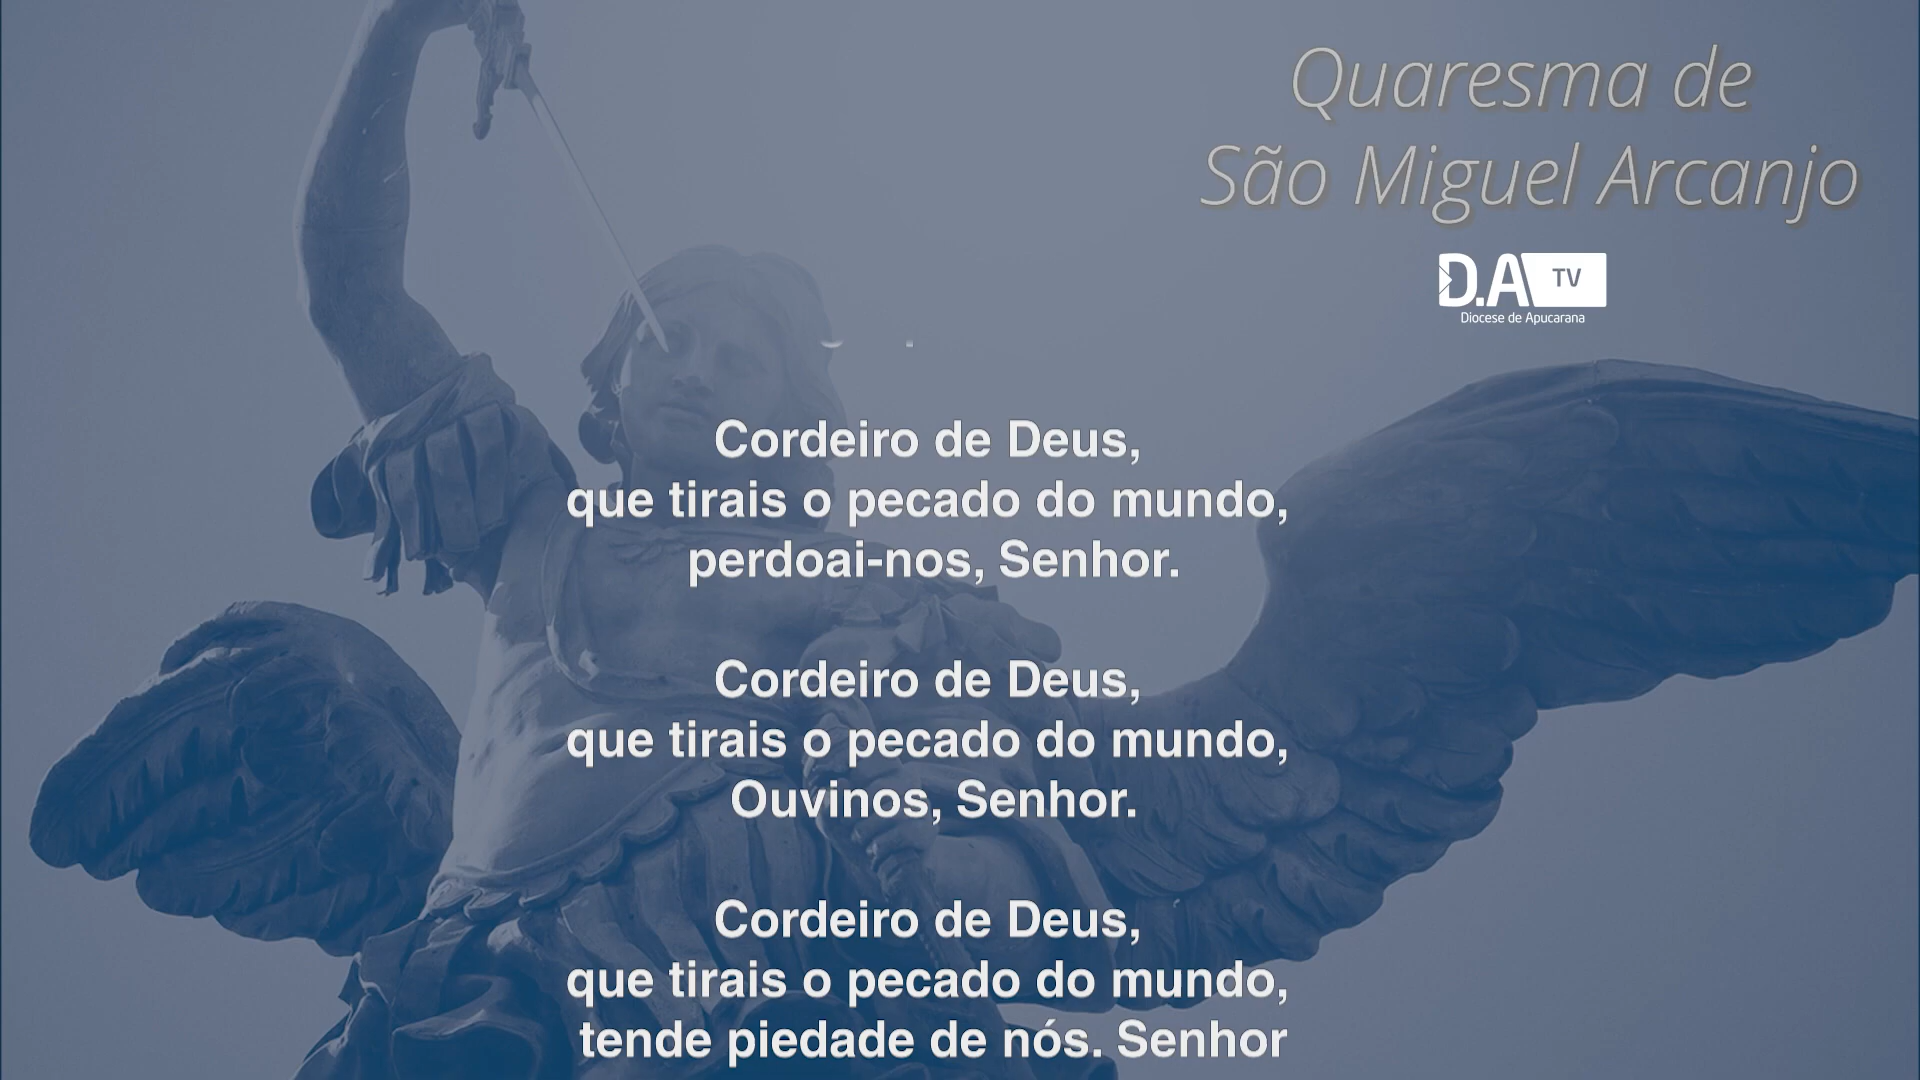 Quaresma de
São Miguel Arcanjo
D.A TV
Diocese de Apucarana
Cordeiro de Deus,
que tirais o pecado do mundo,
perdoai-nos, Senhor.
Cordeiro de Deus,
que tirais o pecado do mundo,
Ouvinos, Senhor.
Cordeiro de Deus,
que tirais o pecado do mundo,
tende piedade de nós. Senhor